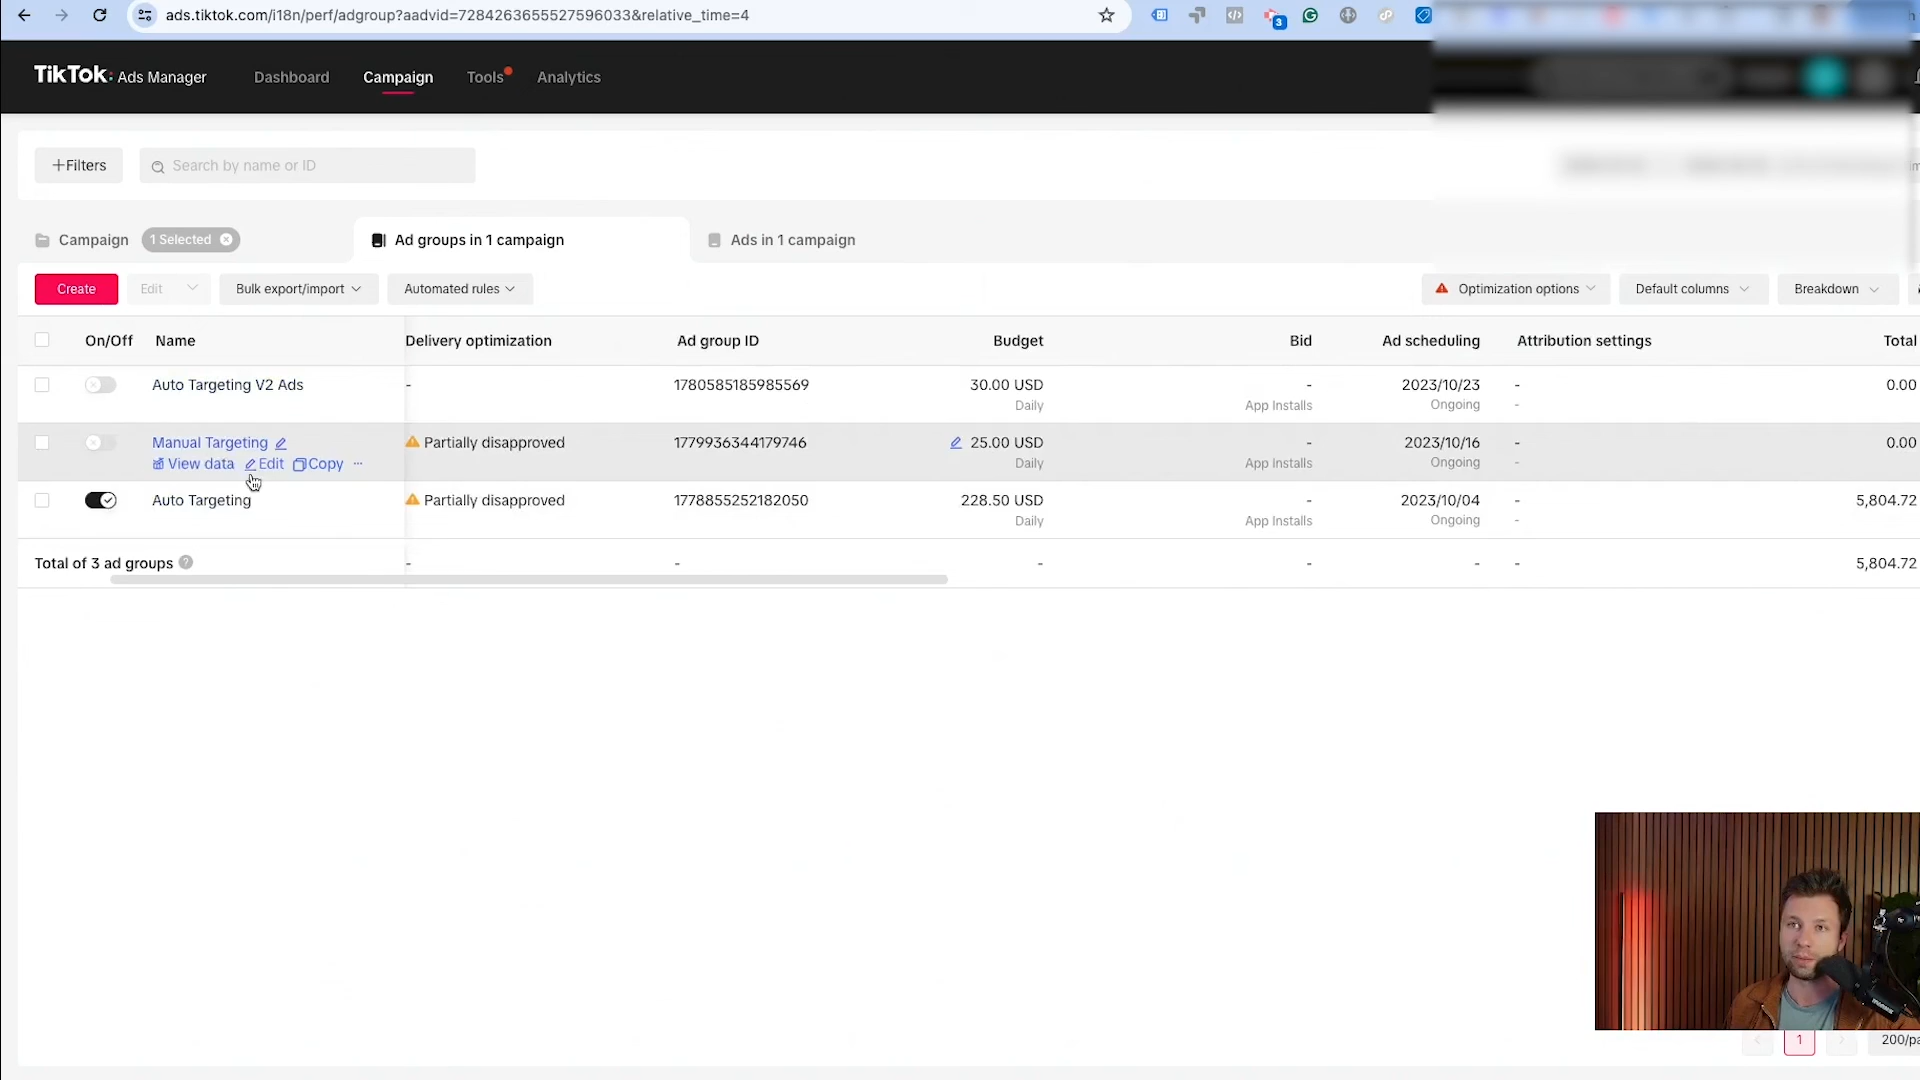 ads.tiktok.com/i18n/perf/adgroup?aadvid=7284263655527596033&relative_time=4
3
TikTok: Ads Manager Dashboard Campaign Tools Analytics
+Filters Search by name or ID
Campaign 1 Selected Ad groups in 1 campaign Ads in 1 campaign
Create Edit Bulk export/import Automated rules Optimization options Default columns Breakdown
On/Off Name Delivery optimization Ad group ID Budget Bid Ad scheduling Attribution settings Total
Auto Targeting V2 Ads - 1780585185985569 30.00 USD - 2023/10/23 - 0.00
Daily App Installs Ongoing -
Manual Targeting Partially disapproved 1779936344179746 25.00 USD - 2023/10/16 - 0.00
View data Edit Copy ... Daily App Installs Ongoing -
Auto Targeting Partially disapproved 1778855252182050 228.50 USD - 2023/10/04 - 5,804.72
Daily App Installs Ongoing -
Total of 3 ad groups ? - - - - - - 5,804.72
1 200/pa